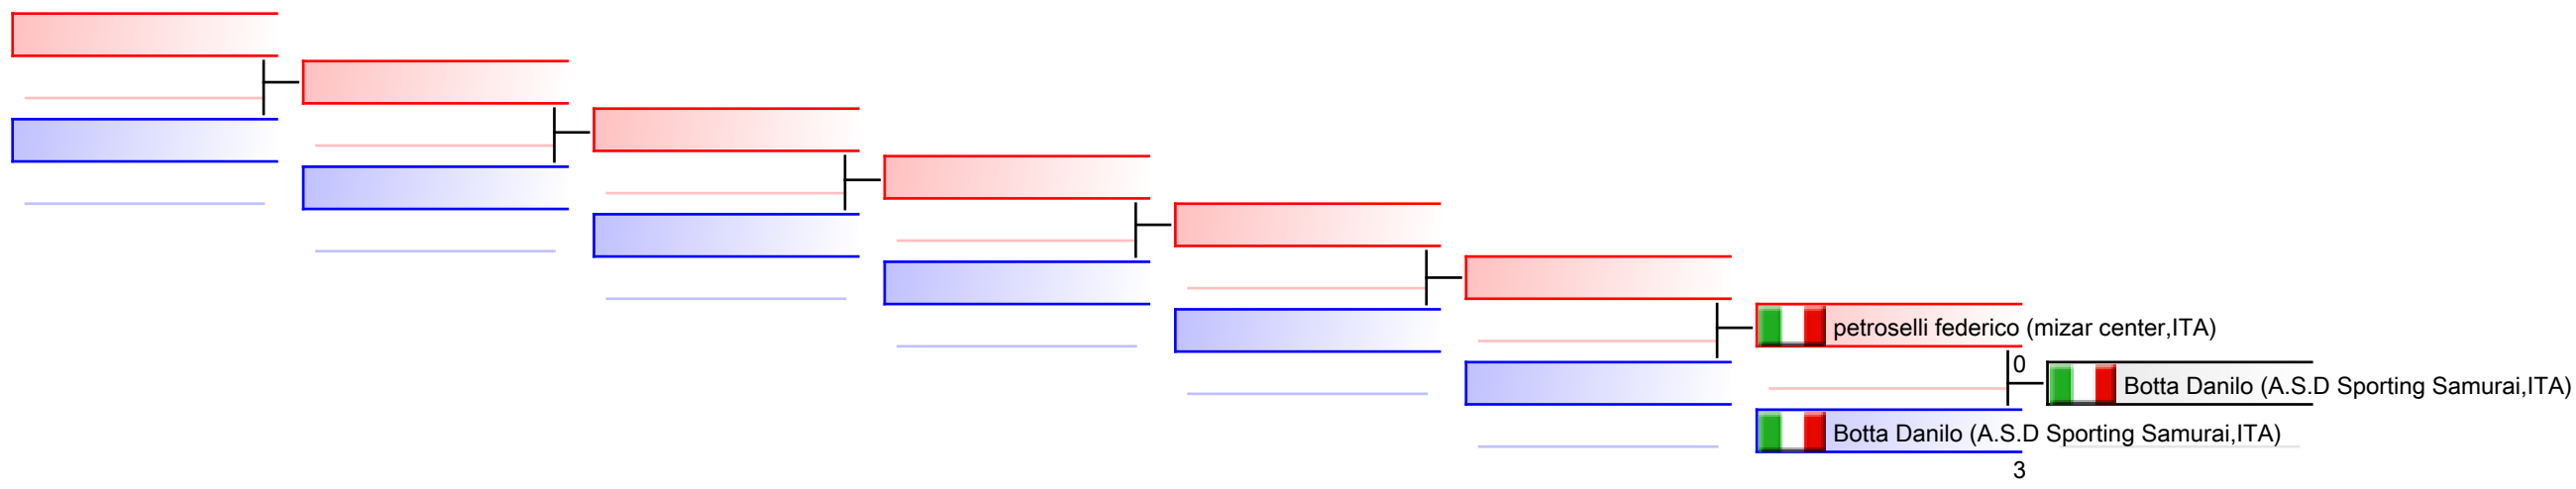 petroselli federico (mizar center,ITA)
0
Botta Danilo (A.S.D Sporting Samurai,ITA)
Botta Danilo (A.S.D Sporting Samurai,ITA)
3